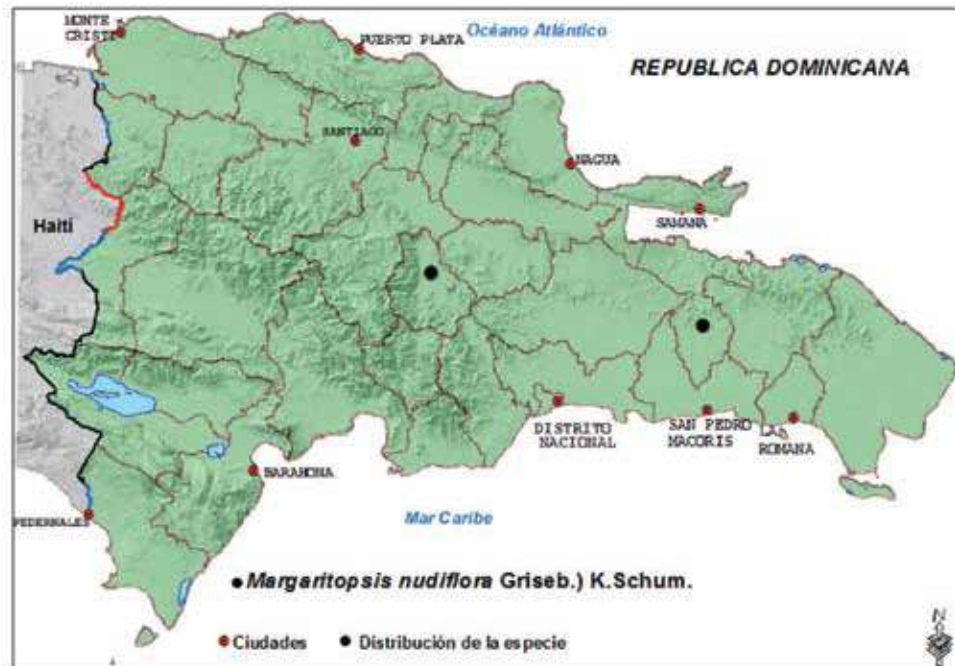 MONTE
CRISTI
PUERTO PLATA
Océano Atlántico
REPUBLICA DOMINICANA
SANTIAGO
NAGUA
SAMANA
Haití
DISTRITO
NACIONAL
SAN PEDRO
MACORIS
LA
ROMANA
BARAHONA
PEDERNALES
Mar Caribe
● Margaritopsis nudiflora Griseb.) K.Schum.
Ciudades
Distribución de la especie
N